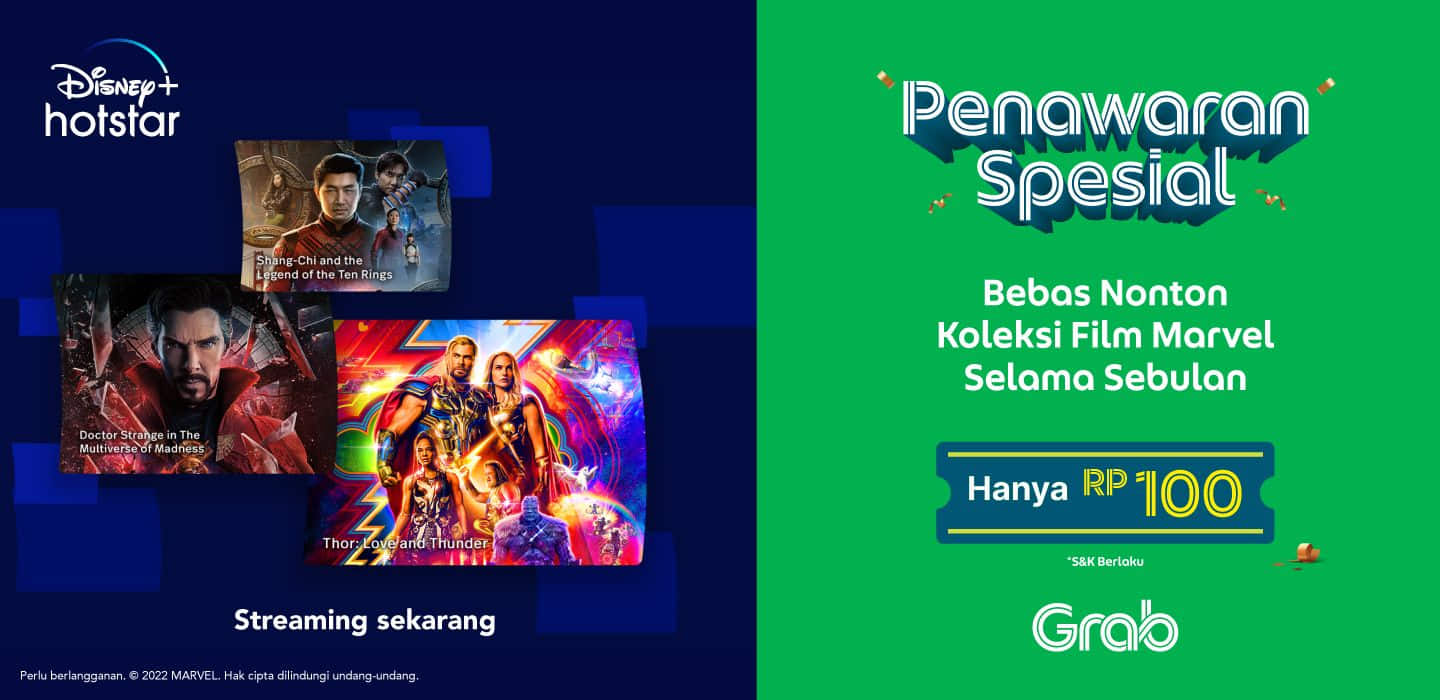 Disney+
hotstar
Shang-Chi and the
Legend of the Ten Rings
Doctor Strange in The
Multiverse of Madness
Thor: Love and Thunder
Streaming sekarang
Perlu berlangganan. © 2022 MARVEL. Hak cipta dilindungi undang-undang.
Penawaran
Spesial
Bebas Nonton
Koleksi Film Marvel
Selama Sebulan
Hanya RP 100
*S&K Berlaku
Grab